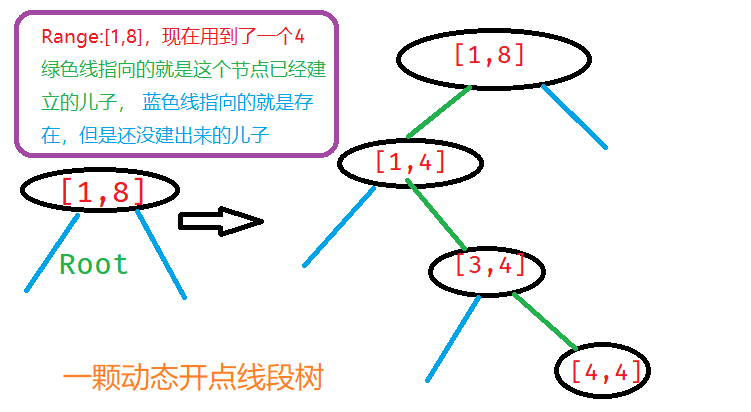 Range:[1,8]，现在用到了一个4
绿色线指向的就是这个节点已经建
立的儿子， 蓝色线指向的就是存
在，但是还没建出来的儿子
[1,8]
Root
[1,8]
[1,4]
[3,4]
[4,4]
一颗动态开点线段树